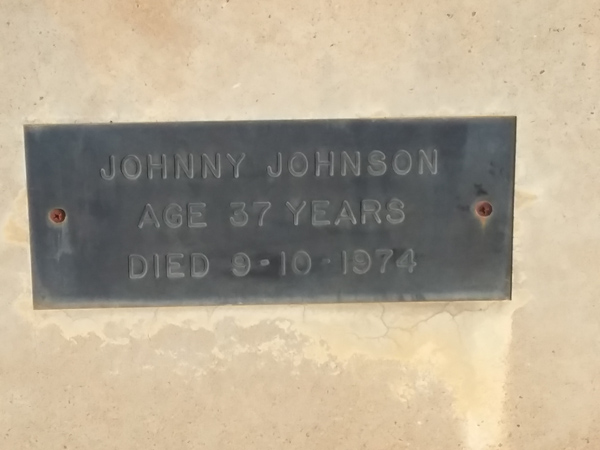 JOHNNY JOHNSON
AGE 37 YEARS
DIED 9-10-1974